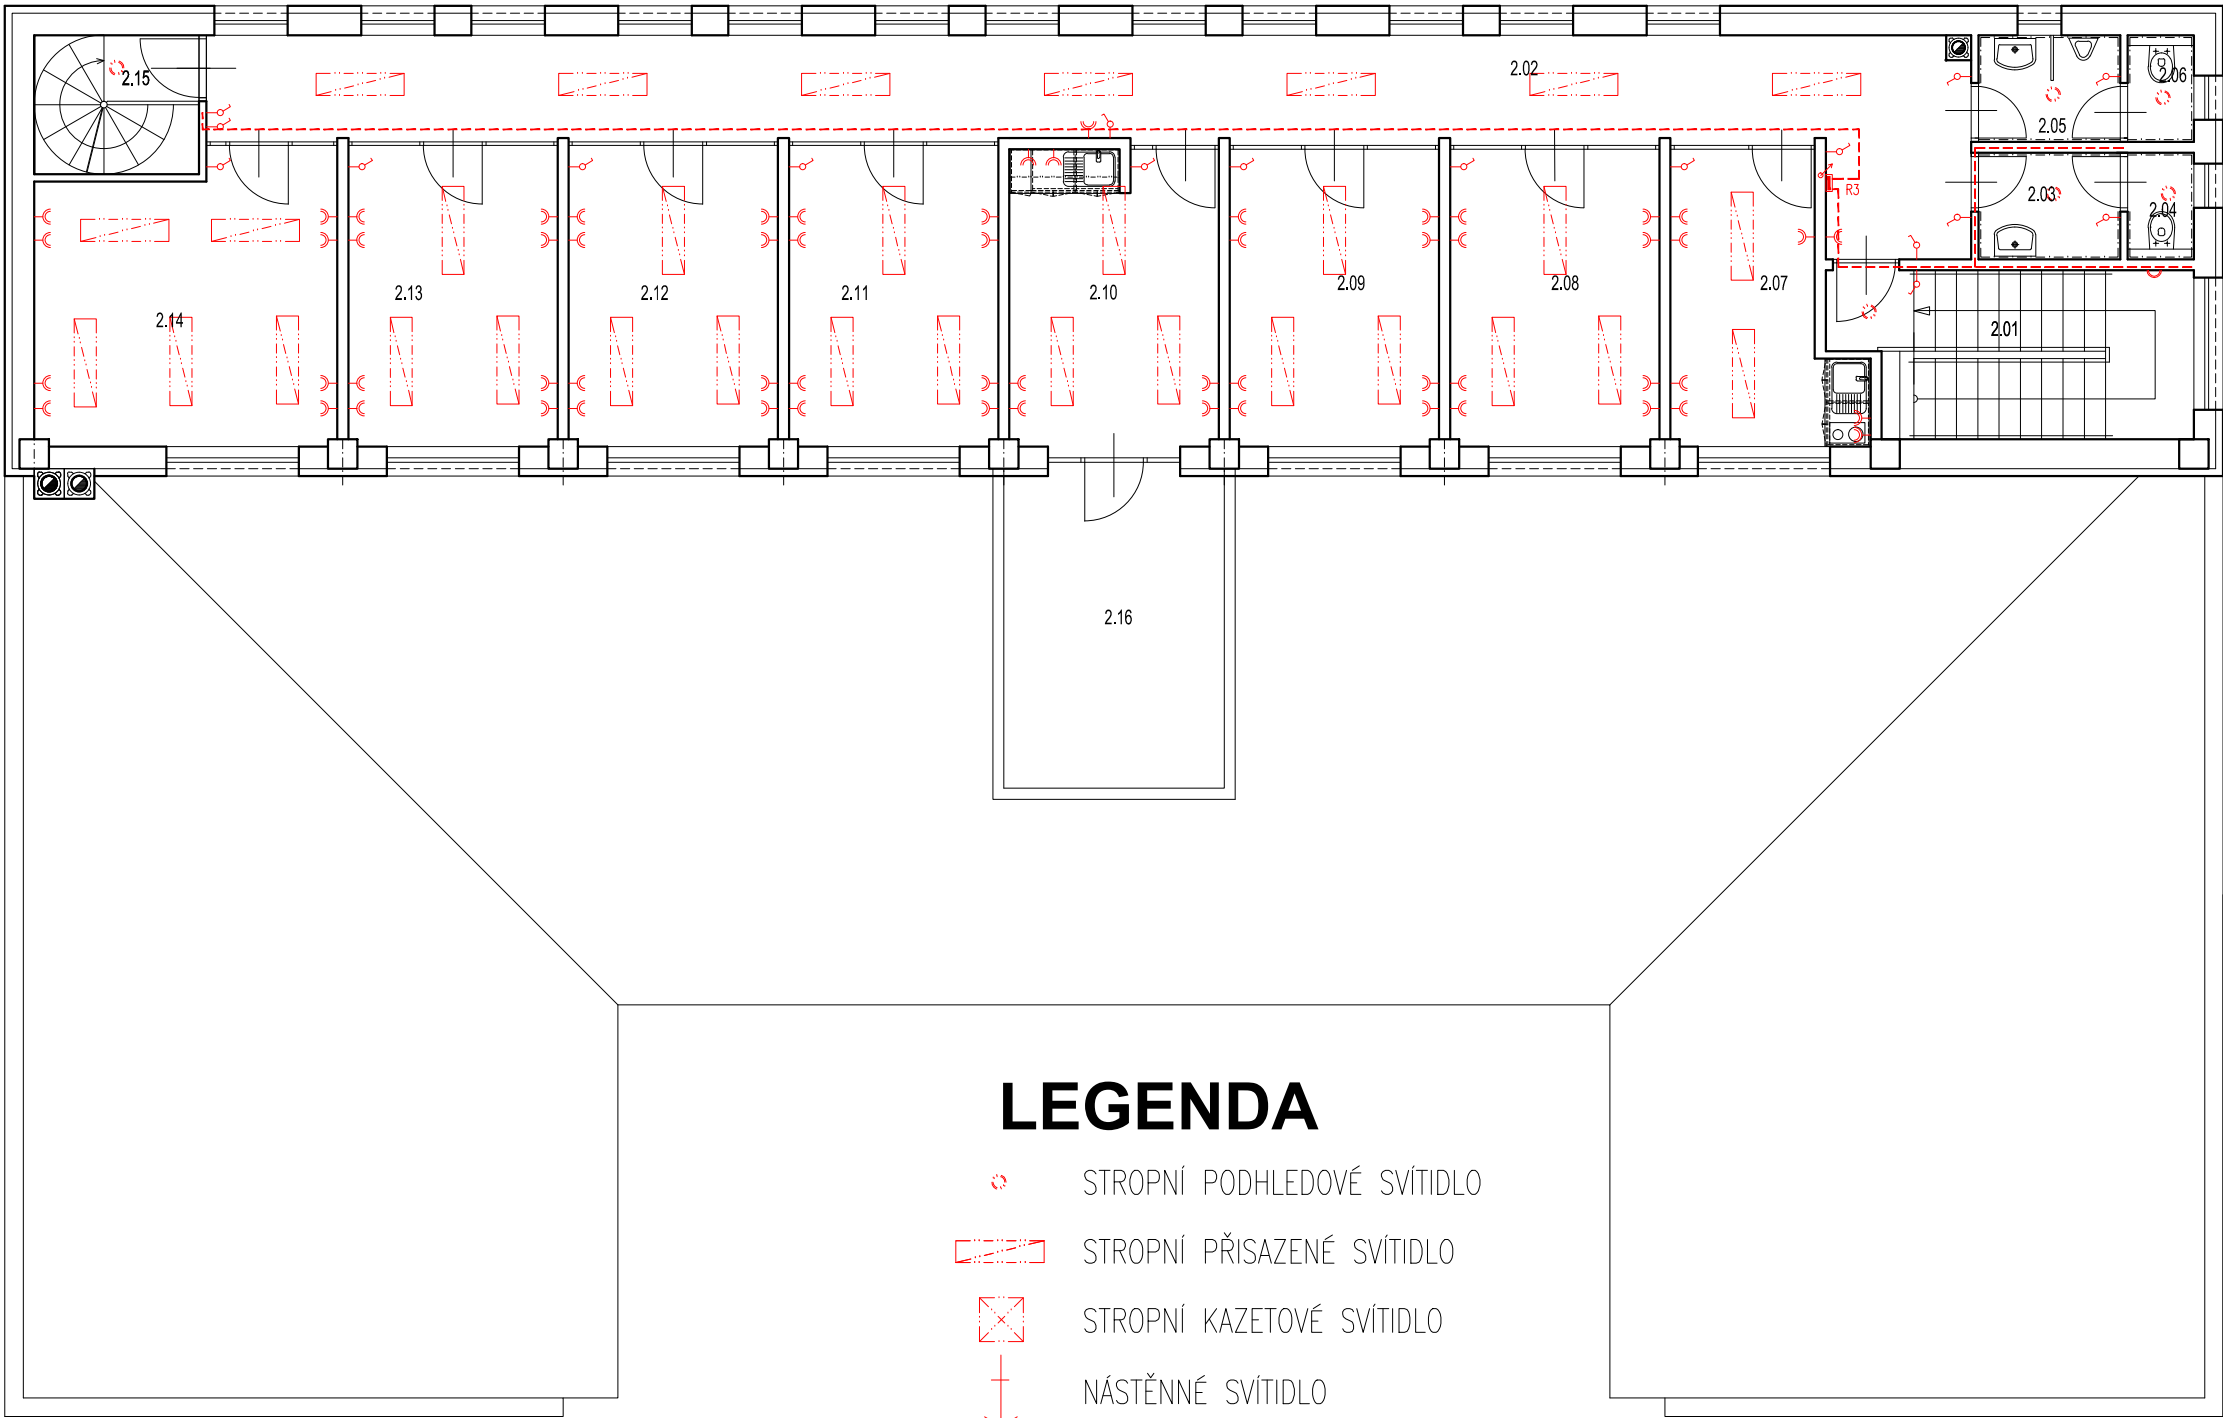 2.15
2.02
2.06
2.05
2.03
2.04
R3
2.14
2.13
2.12
2.11
2.10
2.09
2.08
2.07
2.01
2.16
LEGENDA
STROPNÍ PODHLEDOVÉ SVÍTIDLO
STROPNÍ PŘISAZENÉ SVÍTIDLO
STROPNÍ KAZETOVÉ SVÍTIDLO
NÁSTĚNNÉ SVÍTIDLO